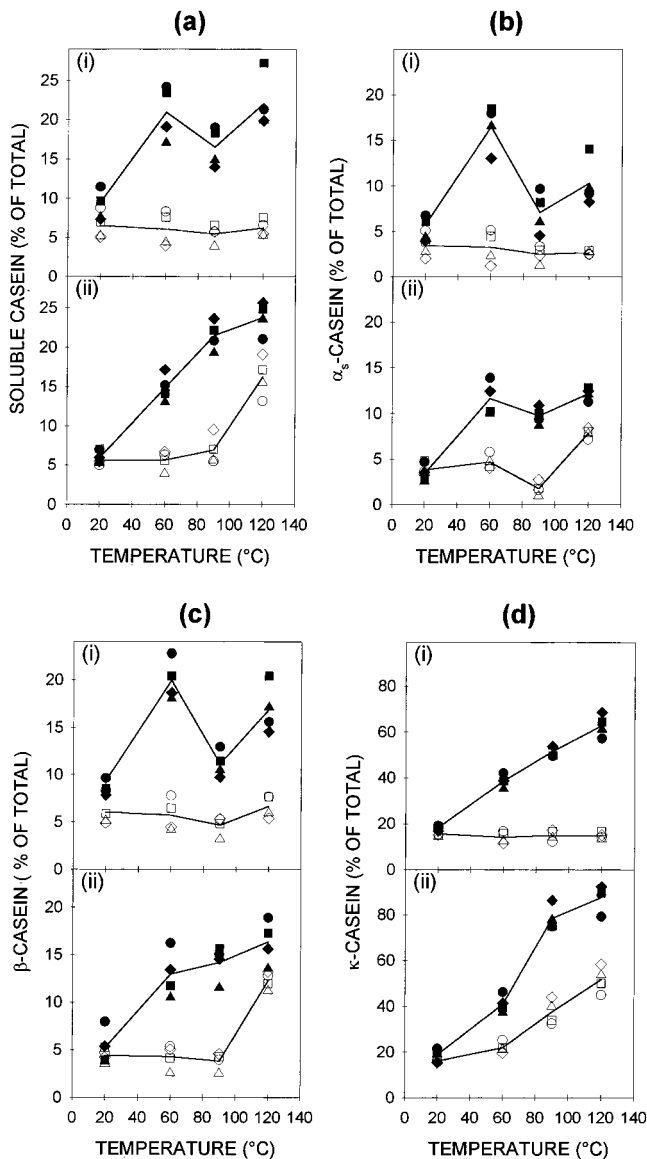 (a)
(b)
(i)
25
20
15
10
5
0
(ii)
25
20
15
10
5
0
SOLUBLE CASEIN (% OF TOTAL)
0 20 40 60 80 100 120 140
TEMPERATURE (°C)
(i)
20
15
10
5
0
(ii)
20
15
10
5
0
αs-CASEIN (% OF TOTAL)
0 20 40 60 80 100 120 140
TEMPERATURE (°C)
(c)
(d)
(i)
20
15
10
5
0
(ii)
20
15
10
5
0
β-CASEIN ( % OF TOTAL)
0 20 40 60 80 100 120 140
TEMPERATURE (°C)
(i)
80
60
40
20
0
(ii)
80
60
40
20
0
κ-CASEIN (% OF TOTAL)
0 20 40 60 80 100 120 140
TEMPERATURE (°C)